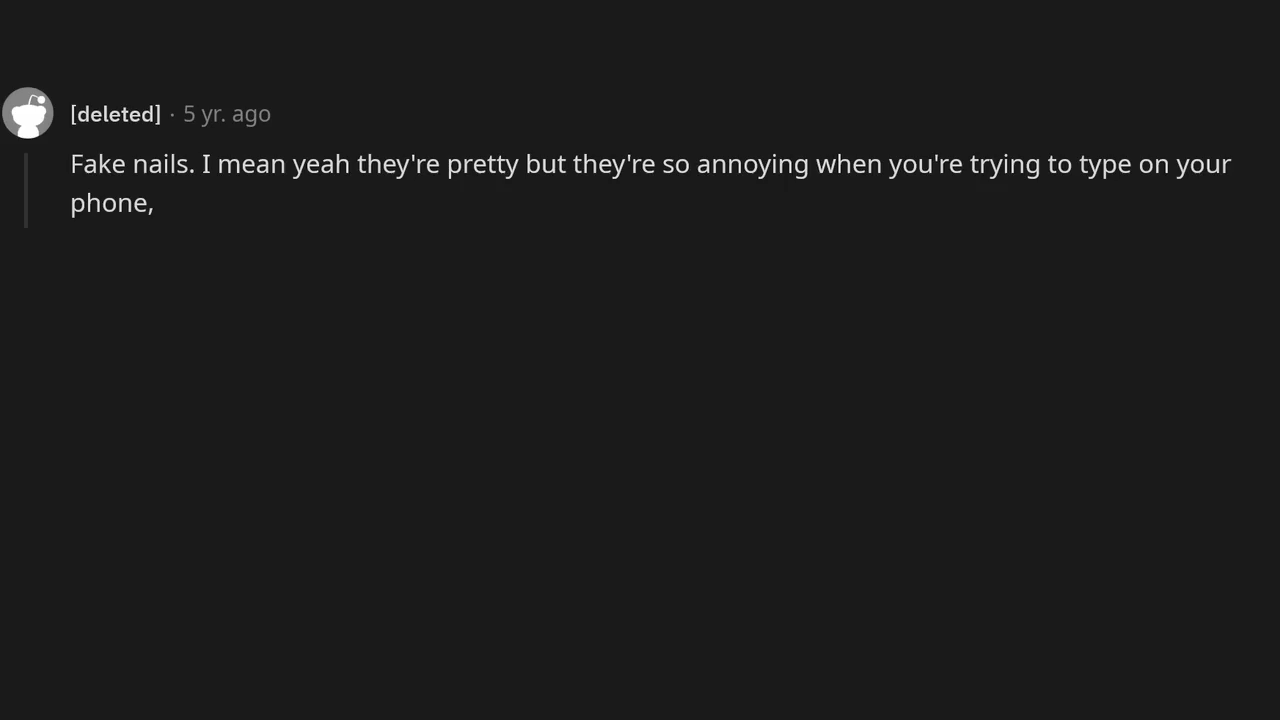 [deleted] · 5 yr. ago
Fake nails. I mean yeah they're pretty but they're so annoying when you're trying to type on your
phone,